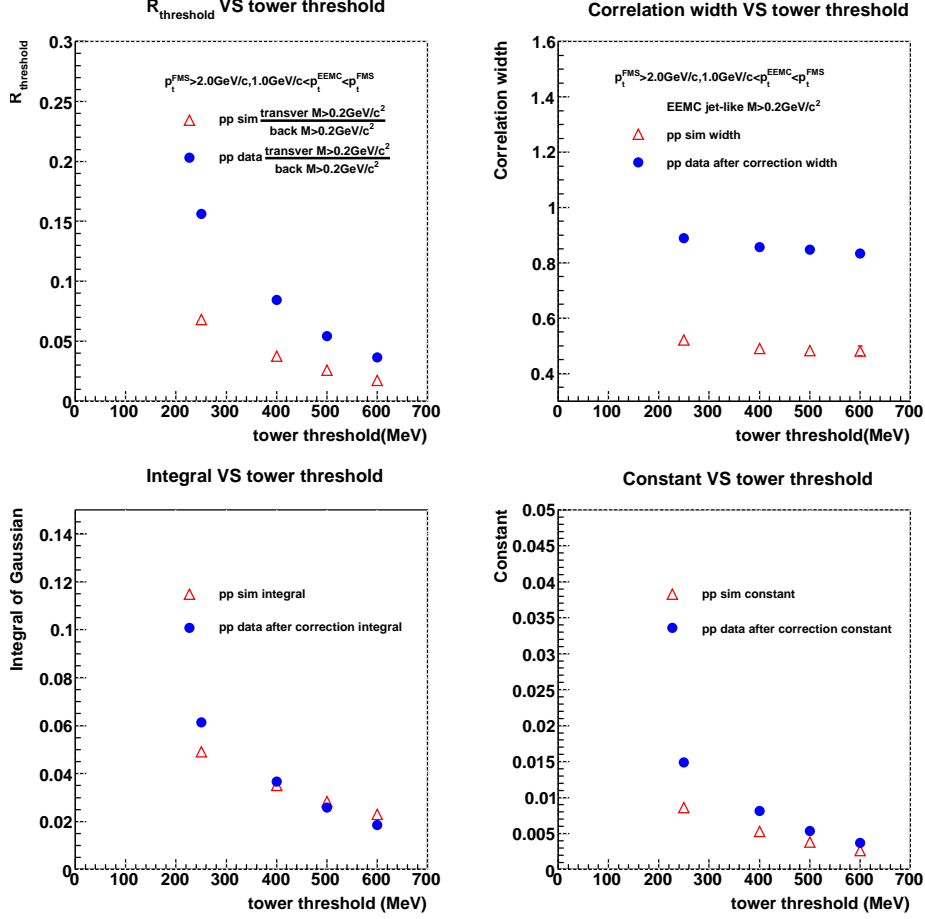 R_threshold VS tower threshold
R_threshold
0.3
0.25
0.2
0.15
0.1
0.05
0
p_t^FMS>2.0GeV/c,1.0GeV/c<p_t^EEMC<p_t^FMS
pp sim transver M>0.2GeV/c^2
back M>0.2GeV/c^2
pp data transver M>0.2GeV/c^2
back M>0.2GeV/c^2
0 100 200 300 400 500 600 700
tower threshold(MeV)
Correlation width VS tower threshold
Correlation width
1.6
1.4
1.2
1
0.8
0.6
0.4
p_t^FMS>2.0GeV/c,1.0GeV/c<p_t^EEMC<p_t^FMS
EEMC jet-like M>0.2GeV/c^2
pp sim width
pp data after correction width
0 100 200 300 400 500 600 700
tower threshold(MeV)
Integral VS tower threshold
Integral of Gaussian
0.14
0.12
0.1
0.08
0.06
0.04
0.02
0
pp sim integral
pp data after correction integral
0 100 200 300 400 500 600 700
tower threshold (MeV)
Constant VS tower threshold
Constant
0.05
0.045
0.04
0.035
0.03
0.025
0.02
0.015
0.01
0.005
0
pp sim constant
pp data after correction constant
0 100 200 300 400 500 600 700
tower threshold (MeV)